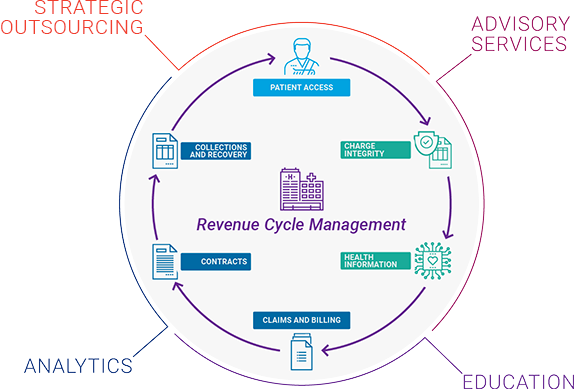 STRATEGIC
OUTSOURCING
ADVISORY
SERVICES
PATIENT ACCESS
COLLECTIONS
AND RECOVERY
CHARGE
INTEGRITY
H
Revenue Cycle Management
CONTRACTS
HEALTH
INFORMATION
CLAIMS AND BILLING
ANALYTICS
EDUCATION